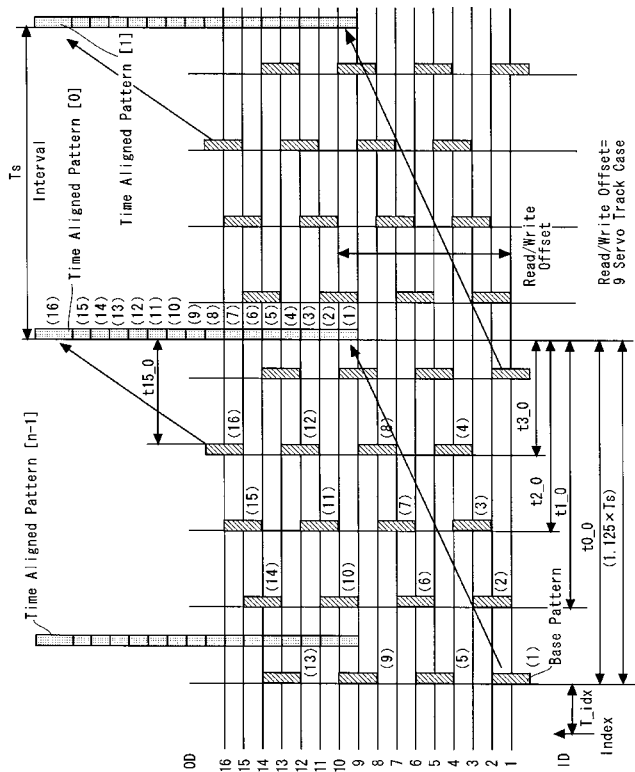 Ts
Interval
Time Aligned Pattern [n-1]
Time Aligned Pattern [0]
Time Aligned Pattern [1]
(16)
(15)
(14)
(13)
(12)
(11)
(10)
(9)
(8)
(7)
(6)
(5)
(4)
(3)
(2)
(1)
t15_0
OD
16
15
14
13
12
11
10
9
8
7
6
5
4
3
2
1
ID
Index
(13)
(9)
(5)
(1)
(14)
(10)
(6)
(2)
(15)
(11)
(7)
(3)
(16)
(12)
(8)
(4)
Base Pattern
Read/Write
Offset
t3_0
t2_0
t1_0
t0_0
(1.125×Ts)
T_idx
Read/Write Offset=
9 Servo Track Case